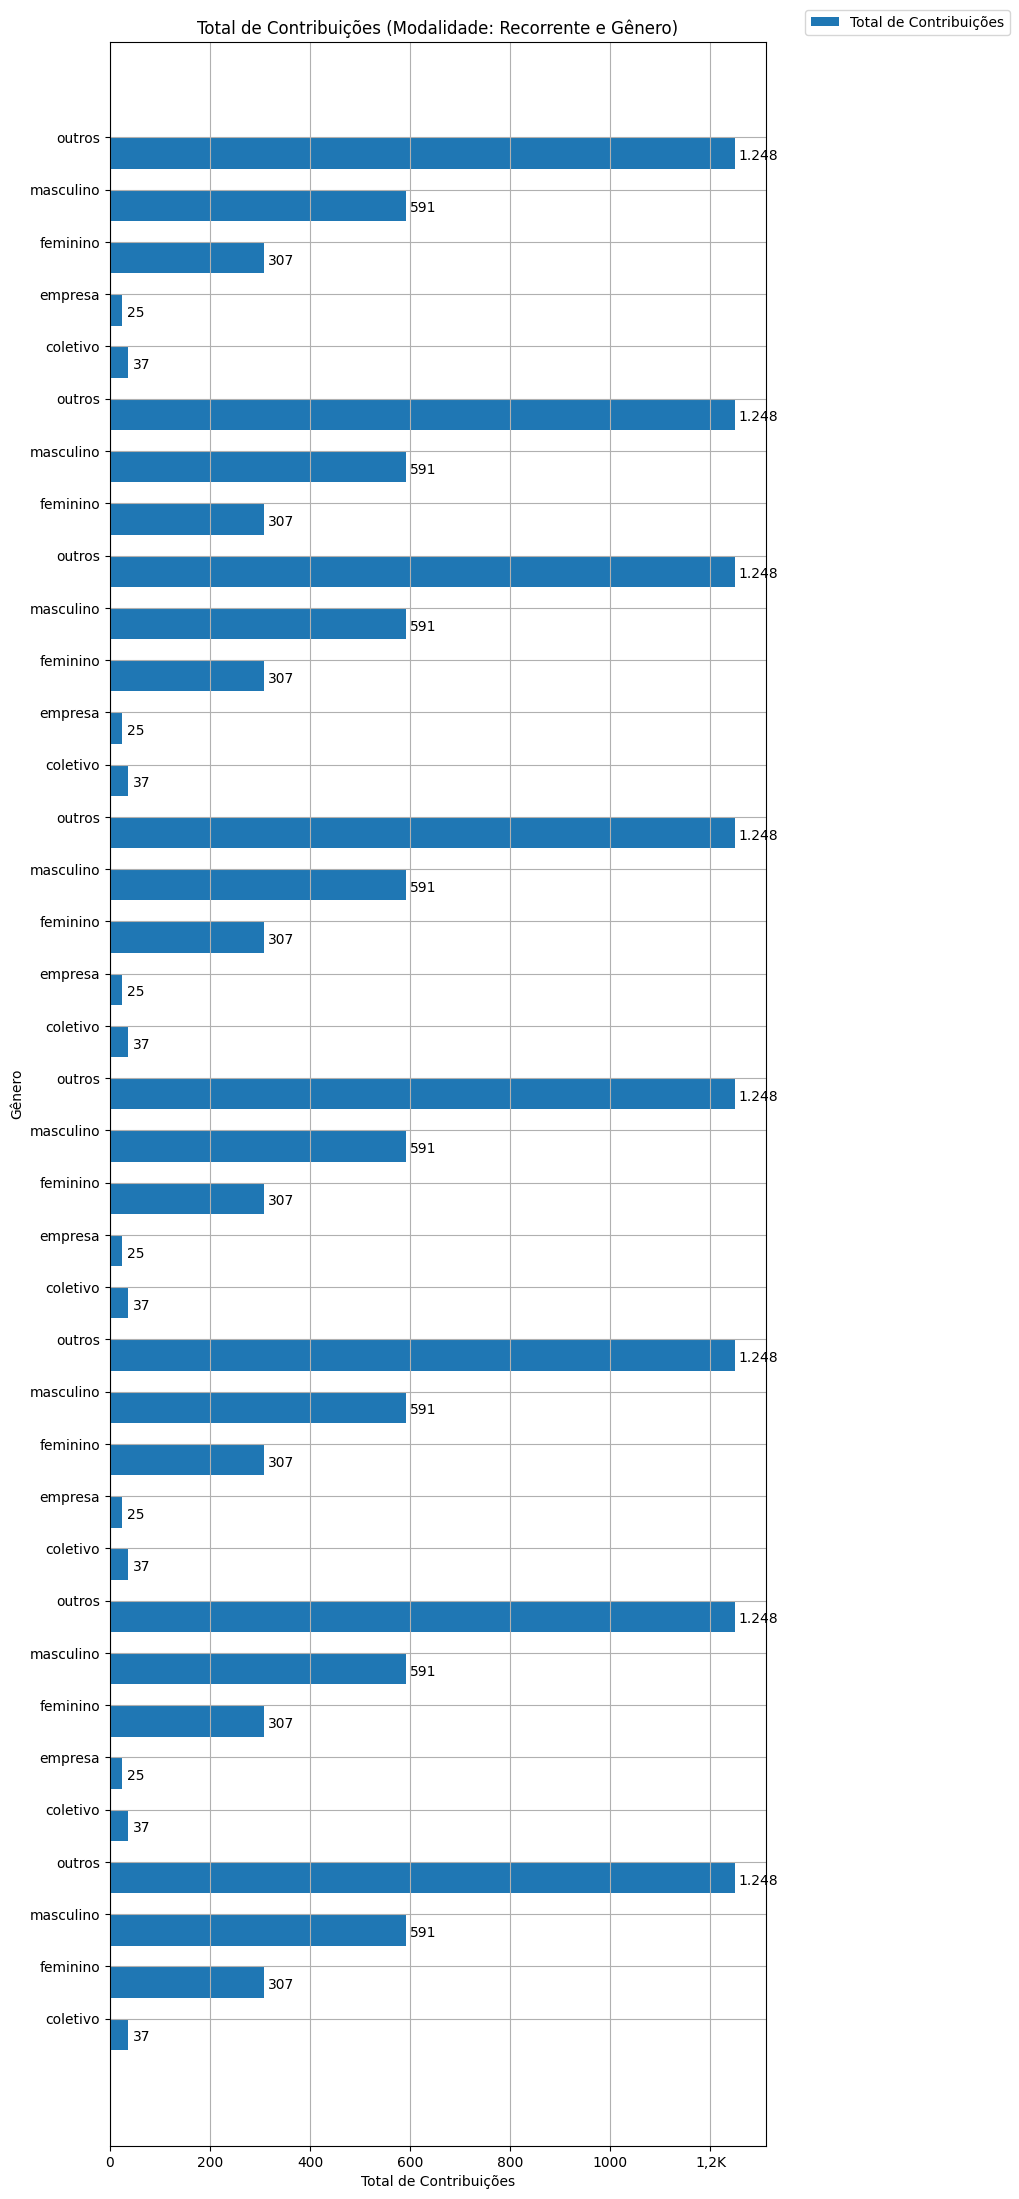 Total de Contribuições (Modalidade: Recorrente e Gênero)
Total de Contribuições
outros 1.248
masculino 591
feminino 307
empresa 25
coletivo 37
outros 1.248
masculino 591
feminino 307
outros 1.248
masculino 591
feminino 307
empresa 25
coletivo 37
outros 1.248
masculino 591
feminino 307
empresa 25
coletivo 37
outros 1.248
masculino 591
feminino 307
empresa 25
coletivo 37
outros 1.248
masculino 591
feminino 307
empresa 25
coletivo 37
outros 1.248
masculino 591
feminino 307
empresa 25
coletivo 37
outros 1.248
masculino 591
feminino 307
coletivo 37
Gênero
0 200 400 600 800 1000 1,2K
Total de Contribuições